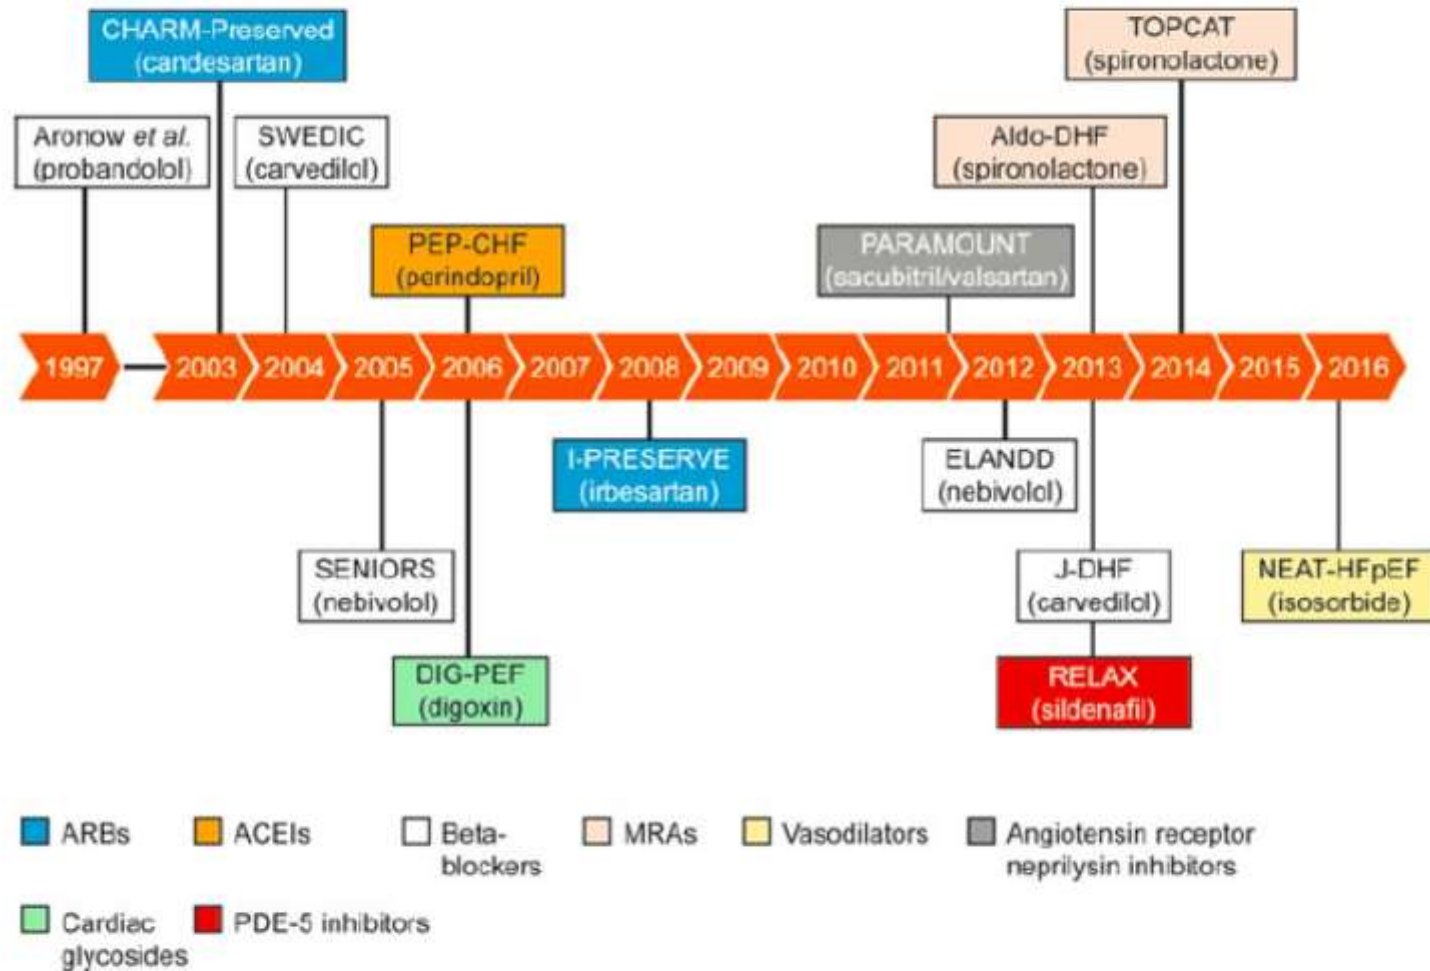 CHARM-Preserved
(candesartan)
TOPCAT
(spironolactone)
Aronow et al.
(probandolol)
SWEDIC
(carvedilol)
Aldo-DHF
(spironolactone)
PEP-CHF
(perindopril)
PARAMOUNT
(sacubitril/valsartan)
1997
2003
2004
2005
2006
2007
2008
2009
2010
2011
2012
2013
2014
2015
2016
I-PRESERVE
(irbesartan)
ELANDD
(nebivolol)
SENIORS
(nebivolol)
J-DHF
(carvedilol)
NEAT-HFpEF
(isosorbide)
DIG-PEF
(digoxin)
RELAX
(sildenafil)
ARBs
ACEIs
Beta-
blockers
MRAs
Vasodilators
Angiotensin receptor
neprilysin inhibitors
Cardiac
glycosides
PDE-5 inhibitors